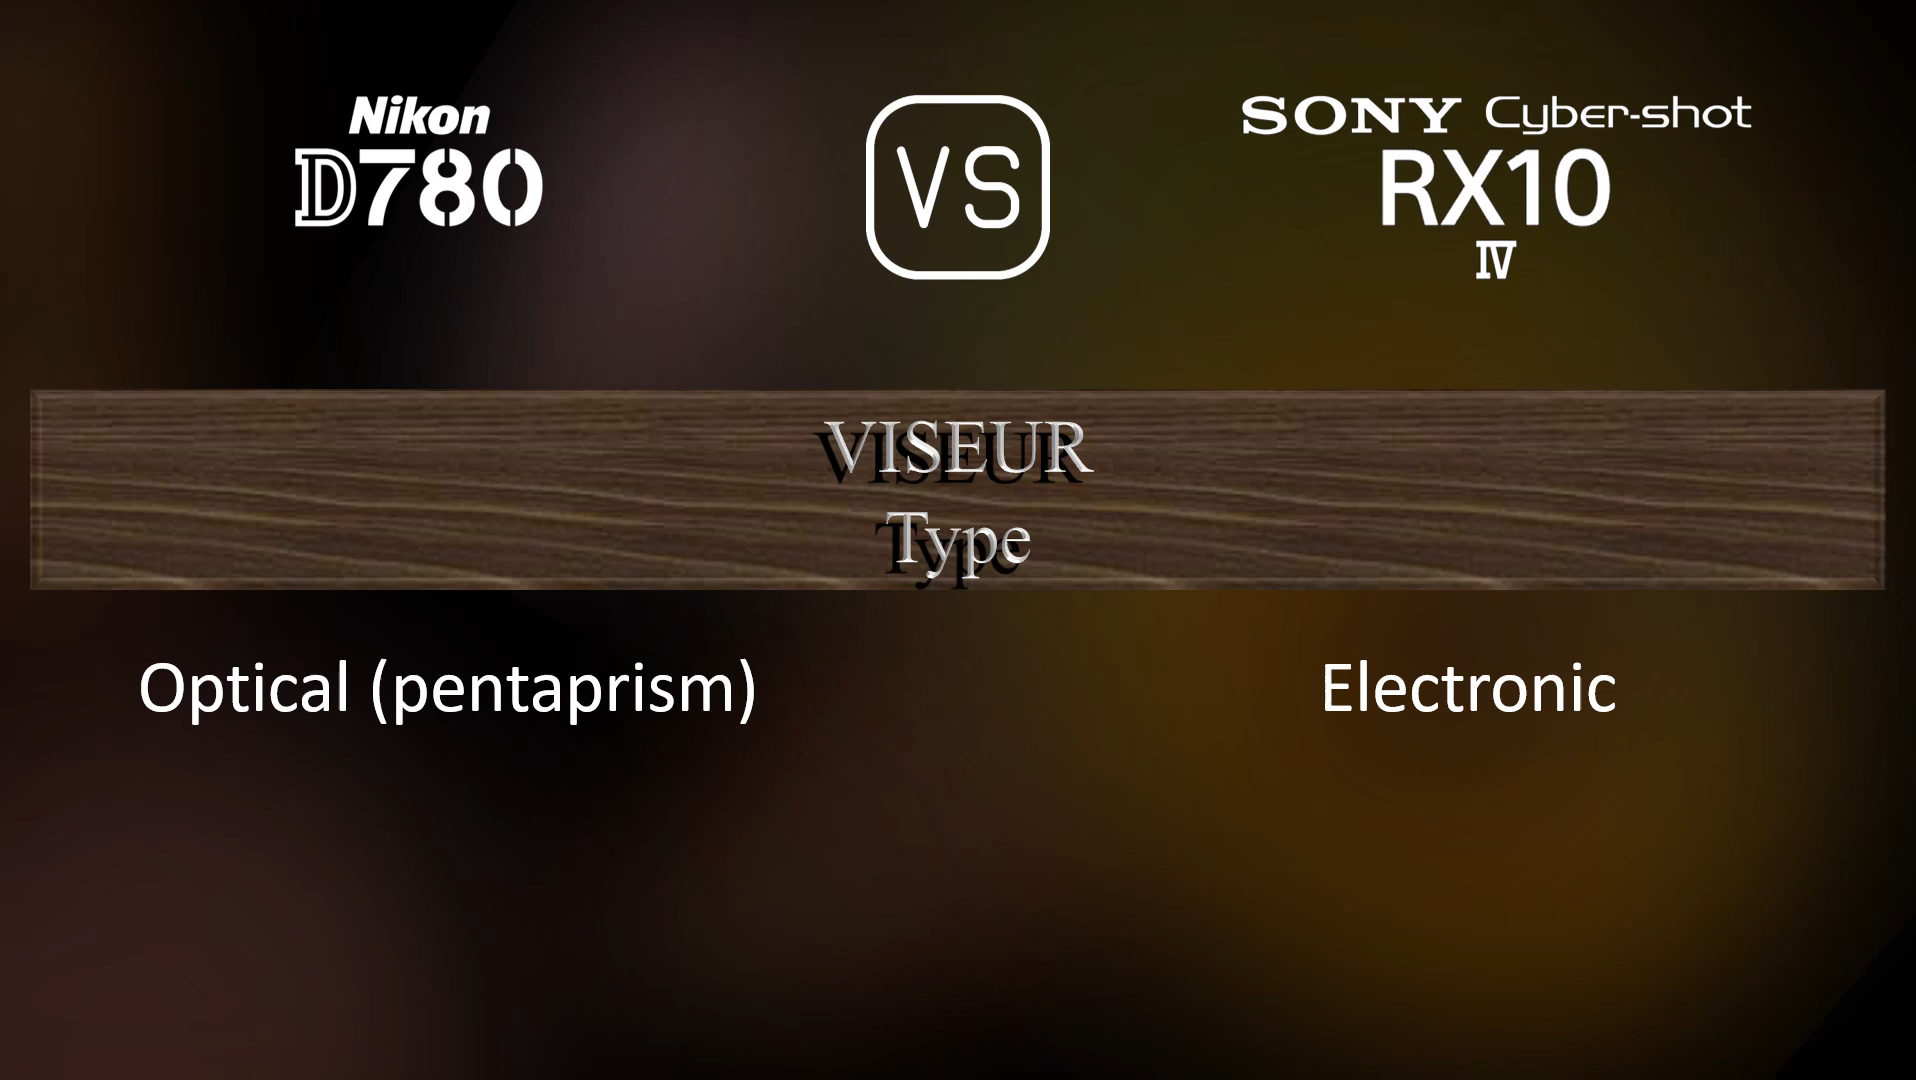 Nikon
D780
VS
SONY Cyber-shot
RX10
IV
VISEUR
Type
Optical (pentaprism)
Electronic